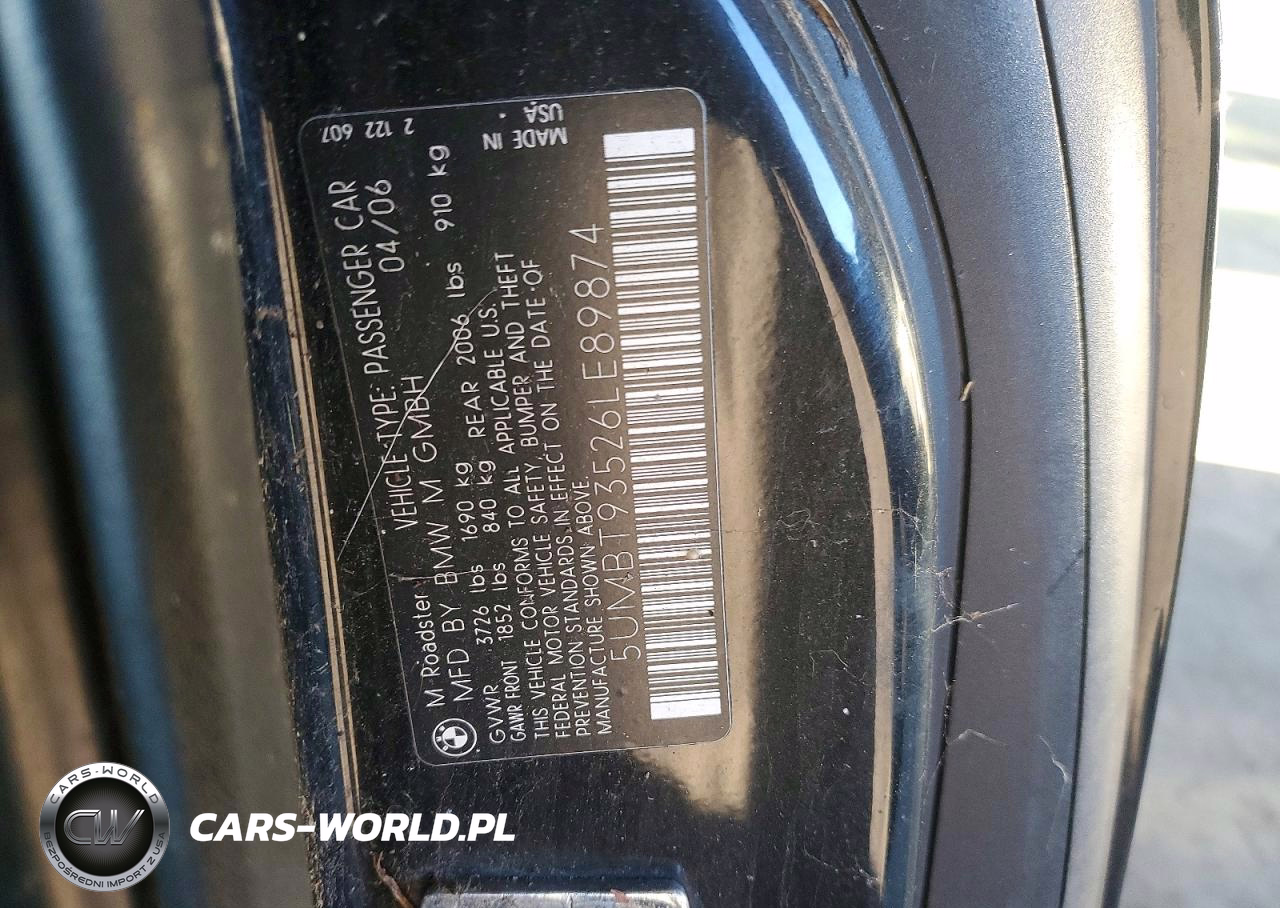 M Roadster VEHICLE TYPE: PASSENGER CAR
MFD BY BMW M GMBH 04/06
GVWR 3726 lbs 1690 kg REAR 2006 lbs 910 kg
GAWR FRONT 1852 lbs 840 kg
THIS VEHICLE CONFORMS TO ALL APPLICABLE U.S.
FEDERAL MOTOR VEHICLE SAFETY, BUMPER AND THEFT
PREVENTION STANDARDS IN EFFECT ON THE DATE OF
MANUFACTURE SHOWN ABOVE.
5UMBT93526LE89874
2 122 607
MADE IN
USA
CARS-WORLD
CW
BEZPOŚREDNI IMPORT Z USA
CARS-WORLD.PL